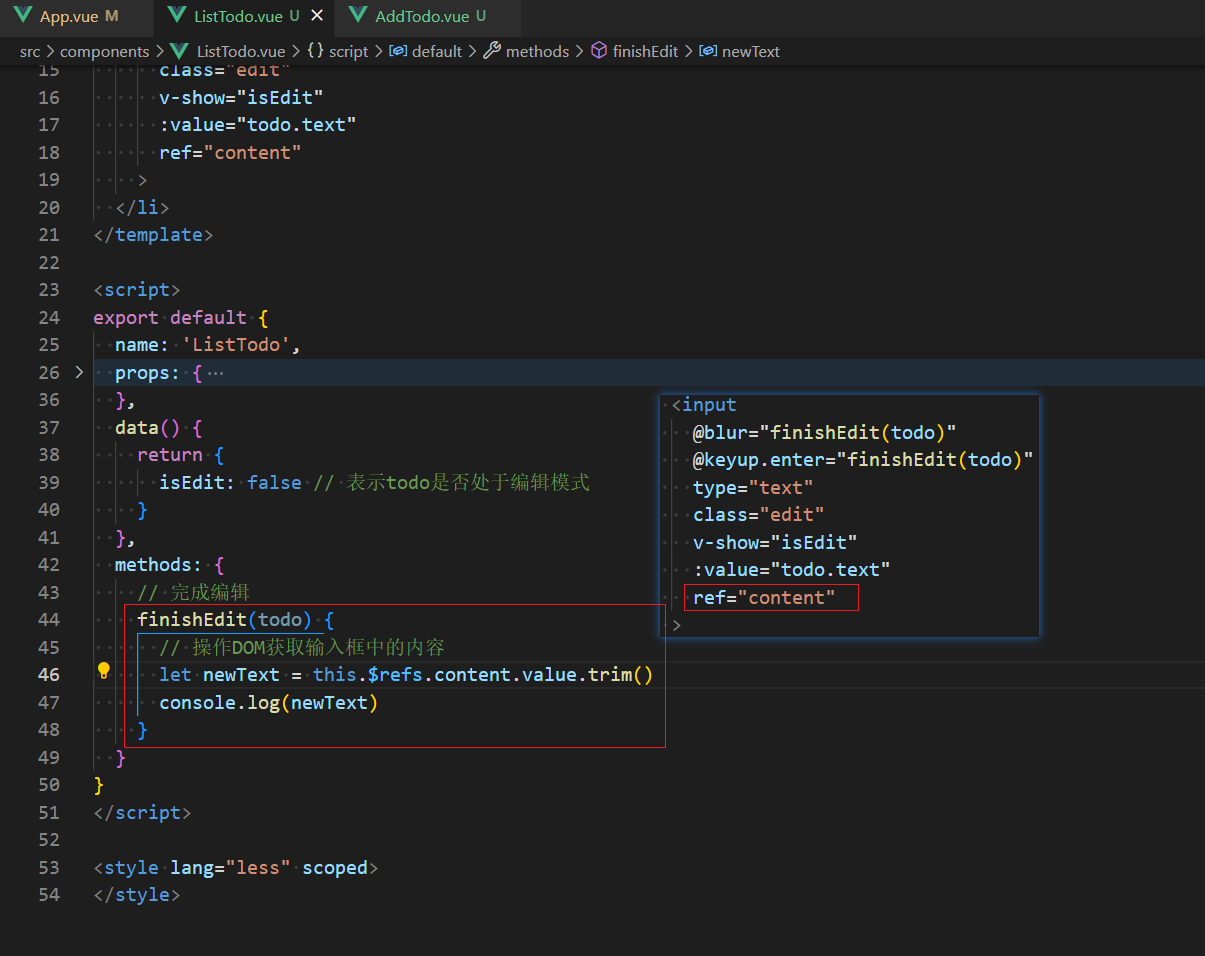 App.vue M ListTodo.vue U AddTodo.vue U
src > components > ListTodo.vue > {} script > default > methods > finishEdit > newText
15 class="edit"
16 v-show="isEdit"
17 :value="todo.text"
18 ref="content"
19 >
20 </li>
21 </template>
22
23 <script>
24 export default {
25 name: 'ListTodo',
26 props: { ···
36 },
37 data() {
38 return {
39 isEdit: false // 表示todo是否处于编辑模式
40 }
41 },
42 methods: {
43 // 完成编辑
44 finishEdit(todo) {
45 // 操作DOM获取输入框中的内容
46 let newText = this.$refs.content.value.trim()
47 console.log(newText)
48 }
49 }
50 }
51 </script>
52
53 <style lang="less" scoped>
54 </style>
<input
@blur="finishEdit(todo)"
@keyup.enter="finishEdit(todo)"
type="text"
class="edit"
v-show="isEdit"
:value="todo.text"
ref="content"
>